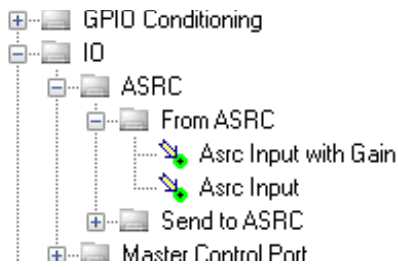 GPIO Conditioning
IO
ASRC
From ASRC
Asrc Input with Gain
Asrc Input
Send to ASRC
Master Control Port